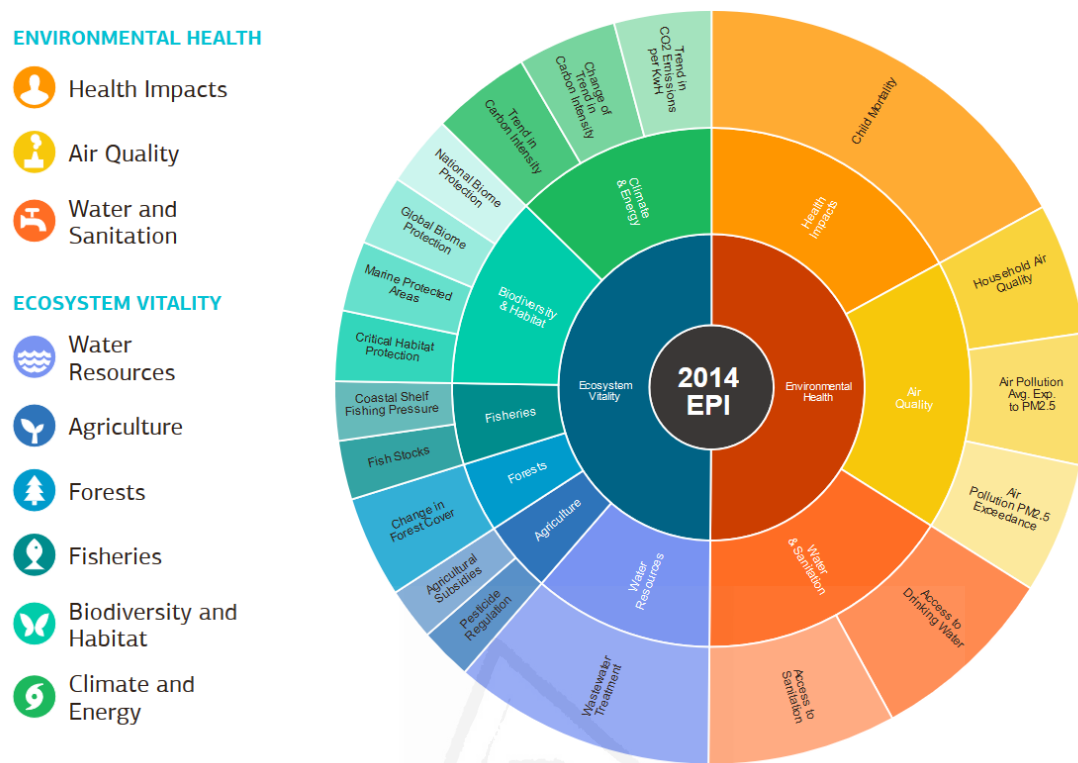 ENVIRONMENTAL HEALTH
Health Impacts
Air Quality
Water and
Sanitation
ECOSYSTEM VITALITY
Water
Resources
Agriculture
Forests
Fisheries
Biodiversity and
Habitat
Climate and
Energy
2014
EPI
Environmental
Health
Ecosystem
Vitality
Health
Impacts
Air
Quality
Water
& Sanitation
Water
Resources
Agriculture
Forests
Fisheries
Biodiversity
& Habitat
Climate
& Energy
Child Mortality
Household Air
Quality
Air Pollution
Avg. Exp.
to PM2.5
Air
Pollution PM2.5
Exceedance
Access to
Drinking Water
Access to
Sanitation
Wastewater
Treatment
Pesticide
Regulation
Agricultural
Subsidies
Change in
Forest Cover
Fish Stocks
Coastal Shelf
Fishing Pressure
Critical Habitat
Protection
Marine Protected
Areas
Global Biome
Protection
National Biome
Protection
Trend in
Carbon Intensity
Change of
Trend in
Carbon Intensity
Trend in
CO2 Emissions
per KwH